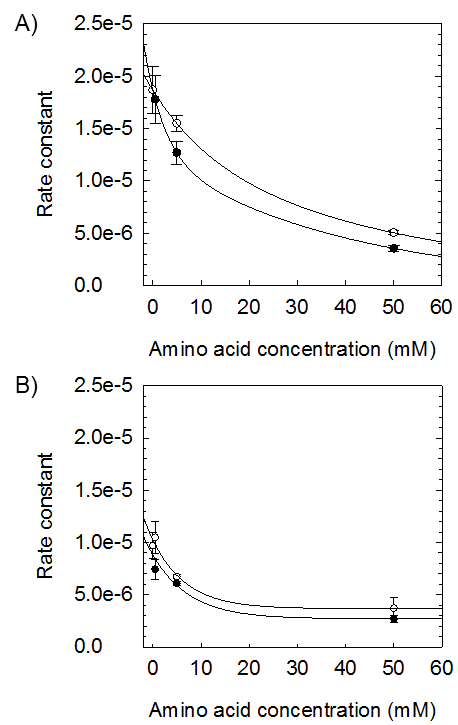 A)
2.5e-5
2.0e-5
1.5e-5
1.0e-5
5.0e-6
0.0
Rate constant
0 10 20 30 40 50 60
Amino acid concentration (mM)
B)
2.5e-5
2.0e-5
1.5e-5
1.0e-5
5.0e-6
0.0
Rate constant
0 10 20 30 40 50 60
Amino acid concentration (mM)